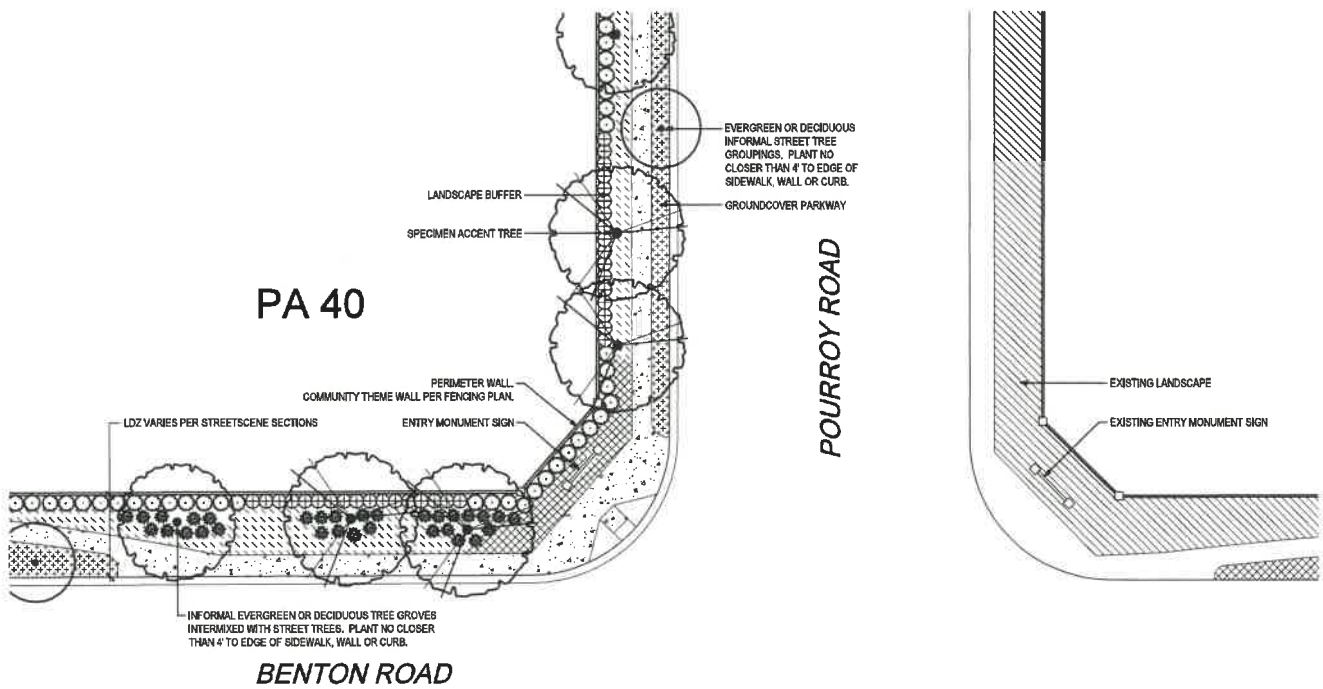 EVERGREEN OR DECIDUOUS
INFORMAL STREET TREE
GROUPINGS. PLANT NO
CLOSER THAN 4' TO EDGE OF
SIDEWALK, WALL OR CURB.
LANDSCAPE BUFFER
GROUNDCOVER PARKWAY
SPECIMEN ACCENT TREE
PA 40
POURROY ROAD
PERIMETER WALL.
COMMUNITY THEME WALL PER FENCING PLAN.
EXISTING LANDSCAPE
LDZ VARIES PER STREETSCENE SECTIONS
ENTRY MONUMENT SIGN
EXISTING ENTRY MONUMENT SIGN
INFORMAL EVERGREEN OR DECIDUOUS TREE GROVES
INTERMIXED WITH STREET TREES. PLANT NO CLOSER
THAN 4' TO EDGE OF SIDEWALK, WALL OR CURB.
BENTON ROAD